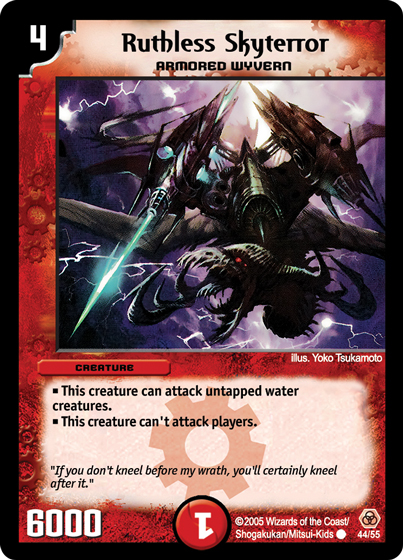 4
Ruthless Skyterror
ARMORED WYVERN
illus. Yoko Tsukamoto
CREATURE
▪ This creature can attack untapped water
creatures.
▪ This creature can't attack players.
"If you don't kneel before my wrath, you'll certainly kneel
after it."
6000
1
©2005 Wizards of the Coast/
Shogakukan/Mitsui-Kids
44/55